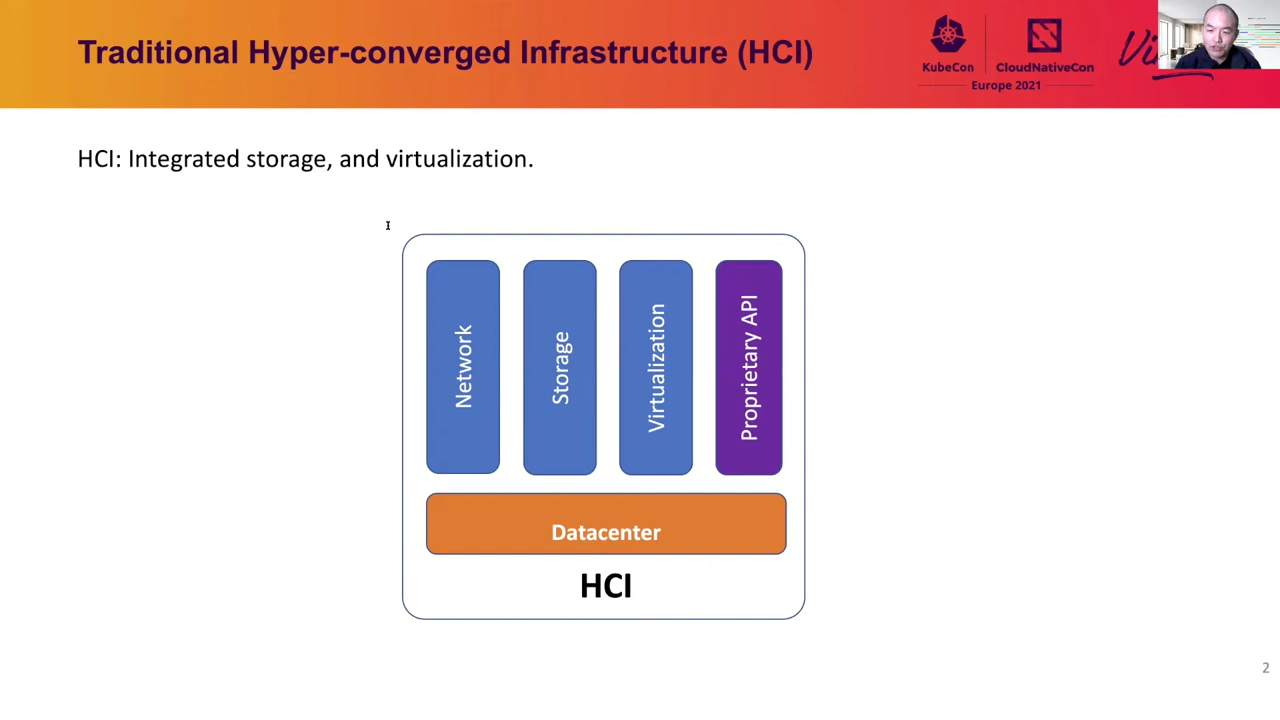 Traditional Hyper-converged Infrastructure (HCI)
KubeCon
CloudNativeCon
Europe 2021
HCI: Integrated storage, and virtualization.
Network
Storage
Virtualization
Proprietary API
Datacenter
HCI
2